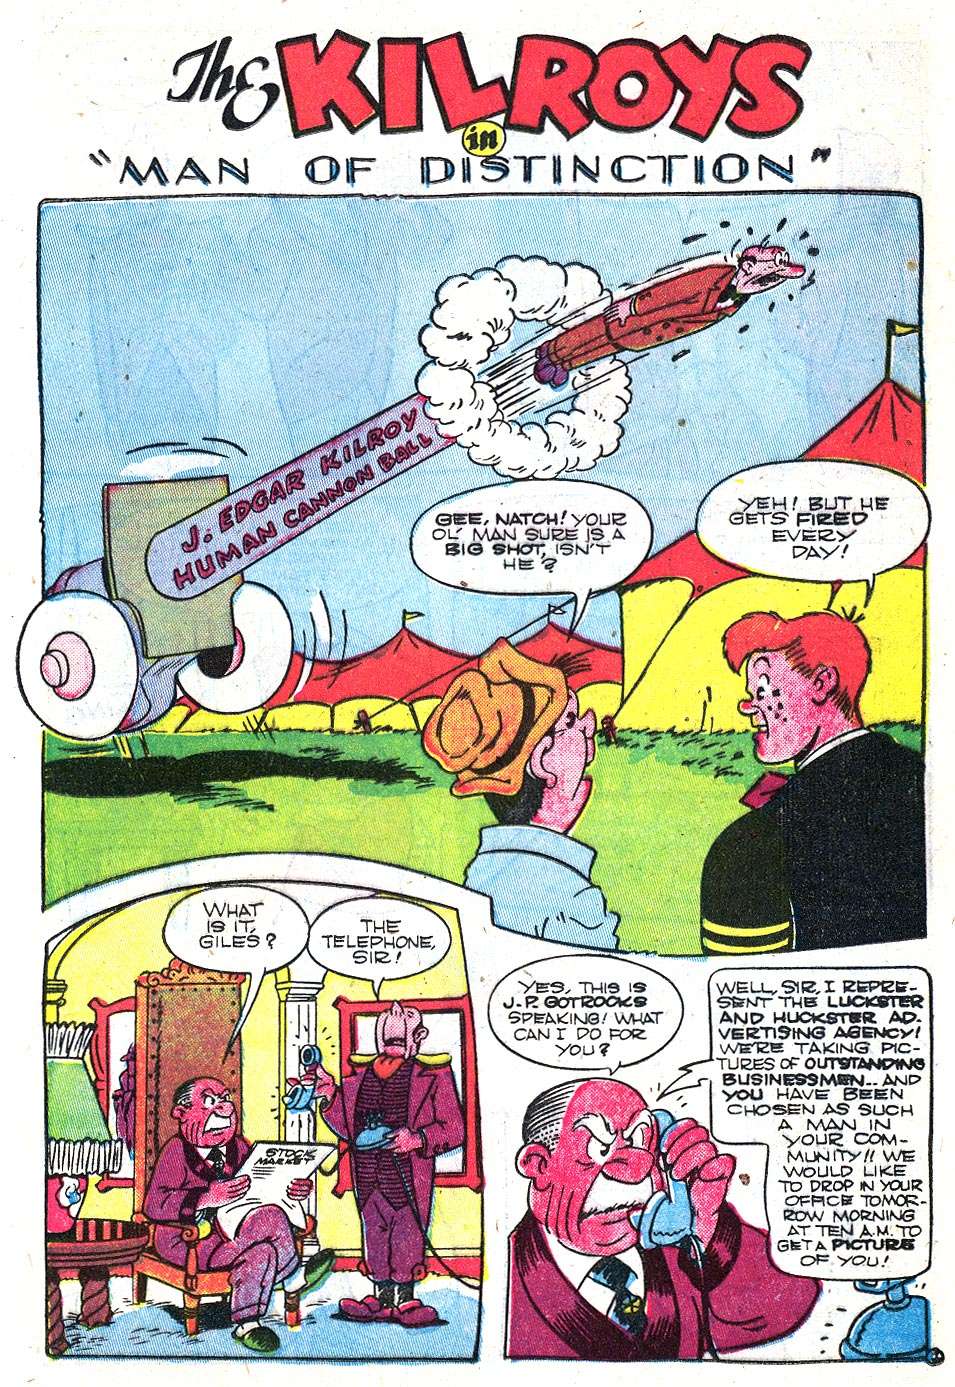 The KILROYS
in
"MAN OF DISTINCTION"
J. EDGAR KILROY
HUMAN CANNON BALL
GEE, NATCH! YOUR
OL' MAN SURE IS A
BIG SHOT, ISN'T
HE?
YEH! BUT HE
GETS FIRED
EVERY
DAY!
WHAT
IS IT,
GILES?
THE
TELEPHONE,
SIR!
STOCK
MARKET
YES, THIS IS
J.P. GOTROCKS
SPEAKING! WHAT
CAN I DO FOR
YOU?
WELL, SIR, I REPRE-
SENT THE LUCKSTER
AND HUCKSTER AD-
VERTISING AGENCY!
WE'RE TAKING PIC-
TURES OF OUTSTANDING
BUSINESSMEN.. AND
YOU HAVE BEEN
CHOSEN AS SUCH
A MAN IN
YOUR COM-
MUNITY!! WE
WOULD LIKE
TO DROP IN YOUR
OFFICE TOMOR-
ROW MORNING
AT TEN A.M. TO
GET A PICTURE
OF YOU!